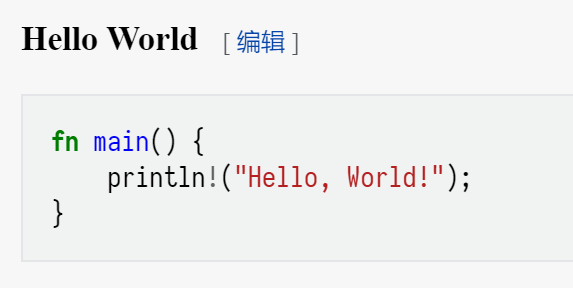 Hello World [ 编辑 ]
fn main() {
    println!("Hello, World!");
}